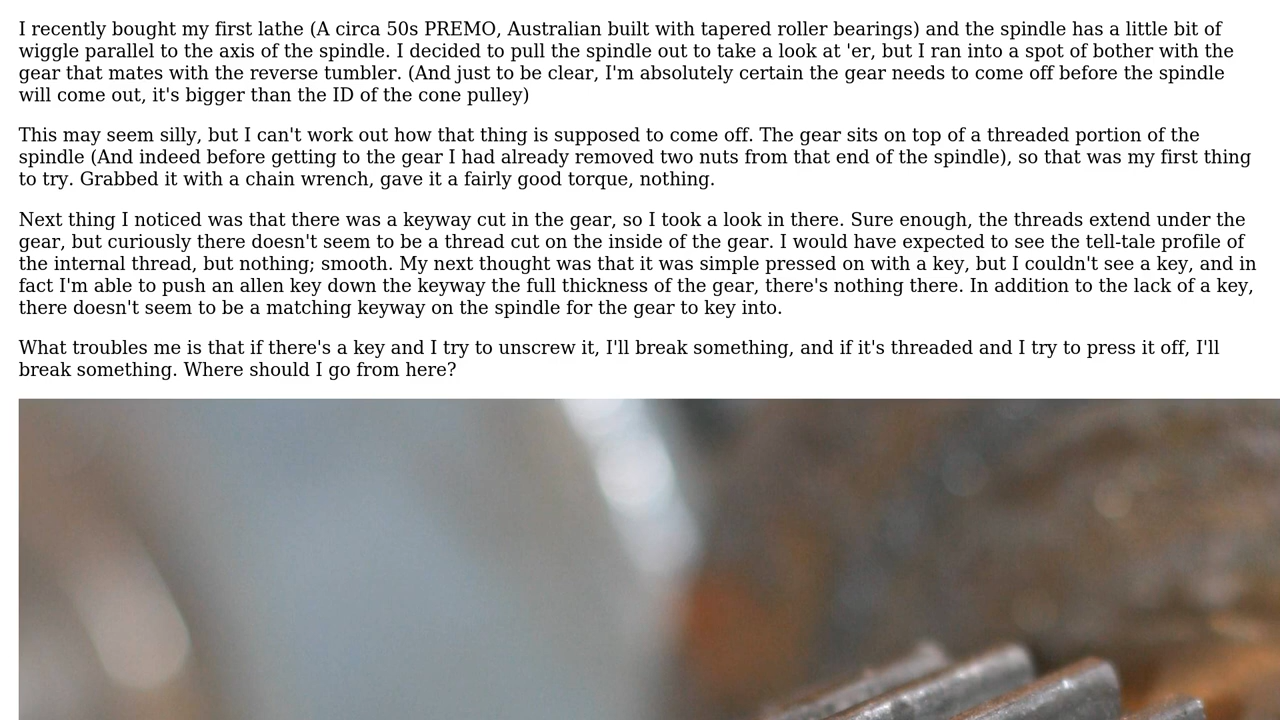 I recently bought my first lathe (A circa 50s PREMO, Australian built with tapered roller bearings) and the spindle has a little bit of
wiggle parallel to the axis of the spindle. I decided to pull the spindle out to take a look at 'er, but I ran into a spot of bother with the
gear that mates with the reverse tumbler. (And just to be clear, I'm absolutely certain the gear needs to come off before the spindle
will come out, it's bigger than the ID of the cone pulley)
This may seem silly, but I can't work out how that thing is supposed to come off. The gear sits on top of a threaded portion of the
spindle (And indeed before getting to the gear I had already removed two nuts from that end of the spindle), so that was my first thing
to try. Grabbed it with a chain wrench, gave it a fairly good torque, nothing.
Next thing I noticed was that there was a keyway cut in the gear, so I took a look in there. Sure enough, the threads extend under the
gear, but curiously there doesn't seem to be a thread cut on the inside of the gear. I would have expected to see the tell-tale profile of
the internal thread, but nothing; smooth. My next thought was that it was simple pressed on with a key, but I couldn't see a key, and in
fact I'm able to push an allen key down the keyway the full thickness of the gear, there's nothing there. In addition to the lack of a key,
there doesn't seem to be a matching keyway on the spindle for the gear to key into.
What troubles me is that if there's a key and I try to unscrew it, I'll break something, and if it's threaded and I try to press it off, I'll
break something. Where should I go from here?